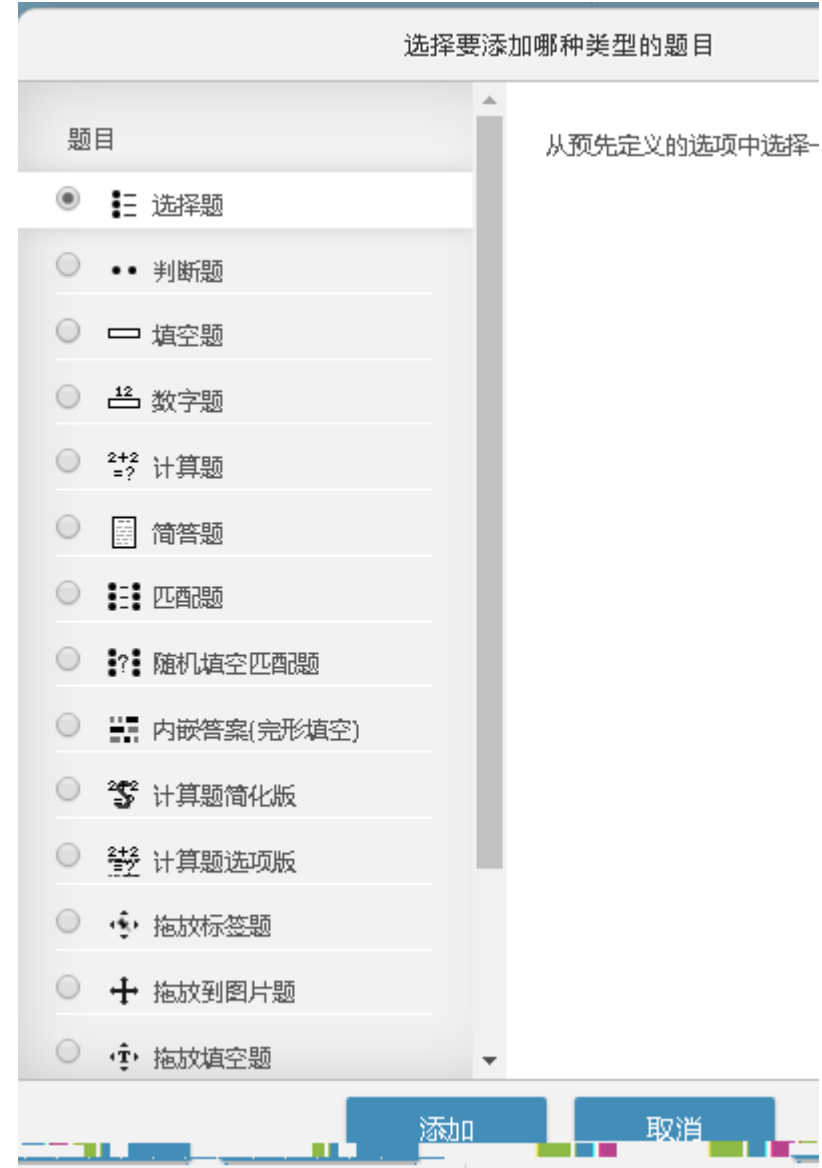 选择要添加哪种类型的题目
题目
从预先定义的选项中选择一
选择题
判断题
填空题
12 数字题
2+2=? 计算题
简答题
匹配题
? 随机填空匹配题
内嵌答案(完形填空)
计算题简化版
2+2=? 计算题选项版
拖放标签题
拖放到图片题
T 拖放填空题
添加 取消